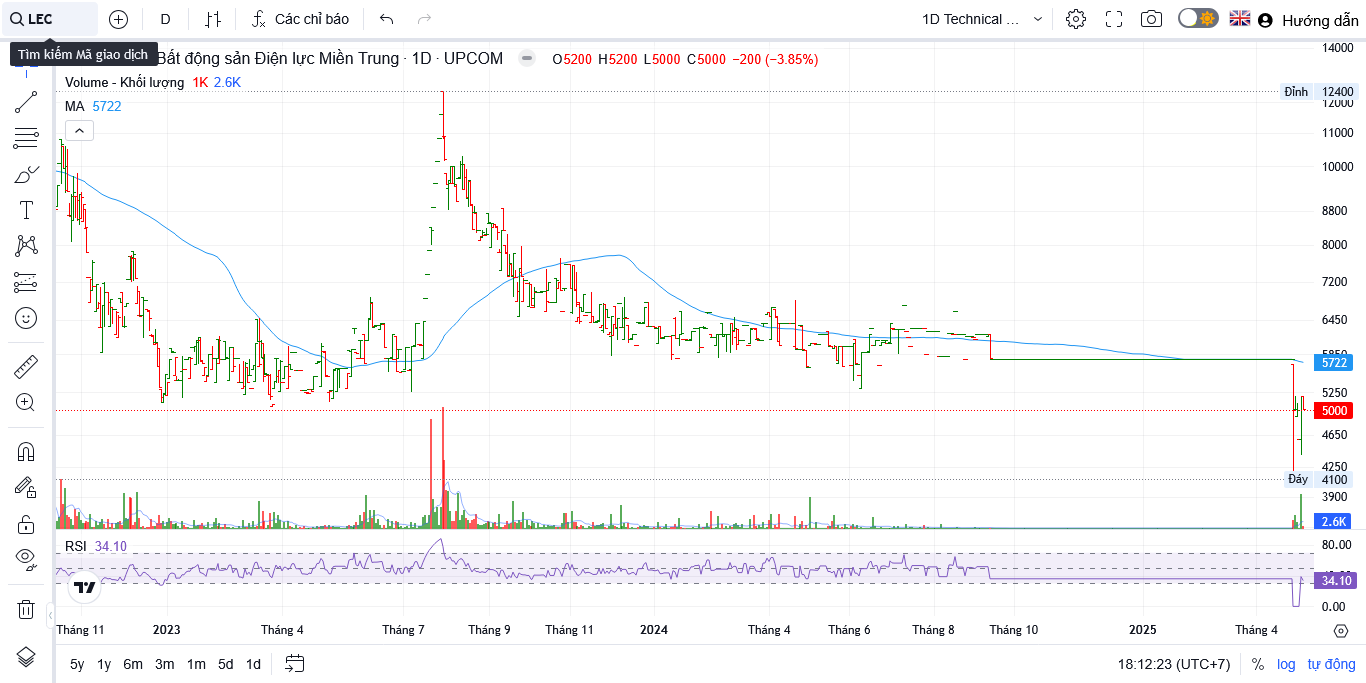 LEC
D
Các chỉ báo
1D Technical ...
Hướng dẫn
Tìm kiếm Mã giao dịch
Bất động sản Điện lực Miền Trung · 1D · UPCOM
O5200 H5200 L5000 C5000 −200 (−3.85%)
Volume - Khối lượng 1K 2.6K
MA 5722
14000
Đỉnh 12400
12000
11000
10000
8800
8000
7200
6450
5850
5722
5250
5000
4650
4250
Đáy 4100
3900
2.6K
RSI 34.10
80.00
34.10
0.00
Tháng 11 2023 Tháng 4 Tháng 7 Tháng 9 Tháng 11 2024 Tháng 4 Tháng 6 Tháng 8 Tháng 10 2025 Tháng 4
5y 1y 6m 3m 1m 5d 1d
18:12:23 (UTC+7) % log tự động